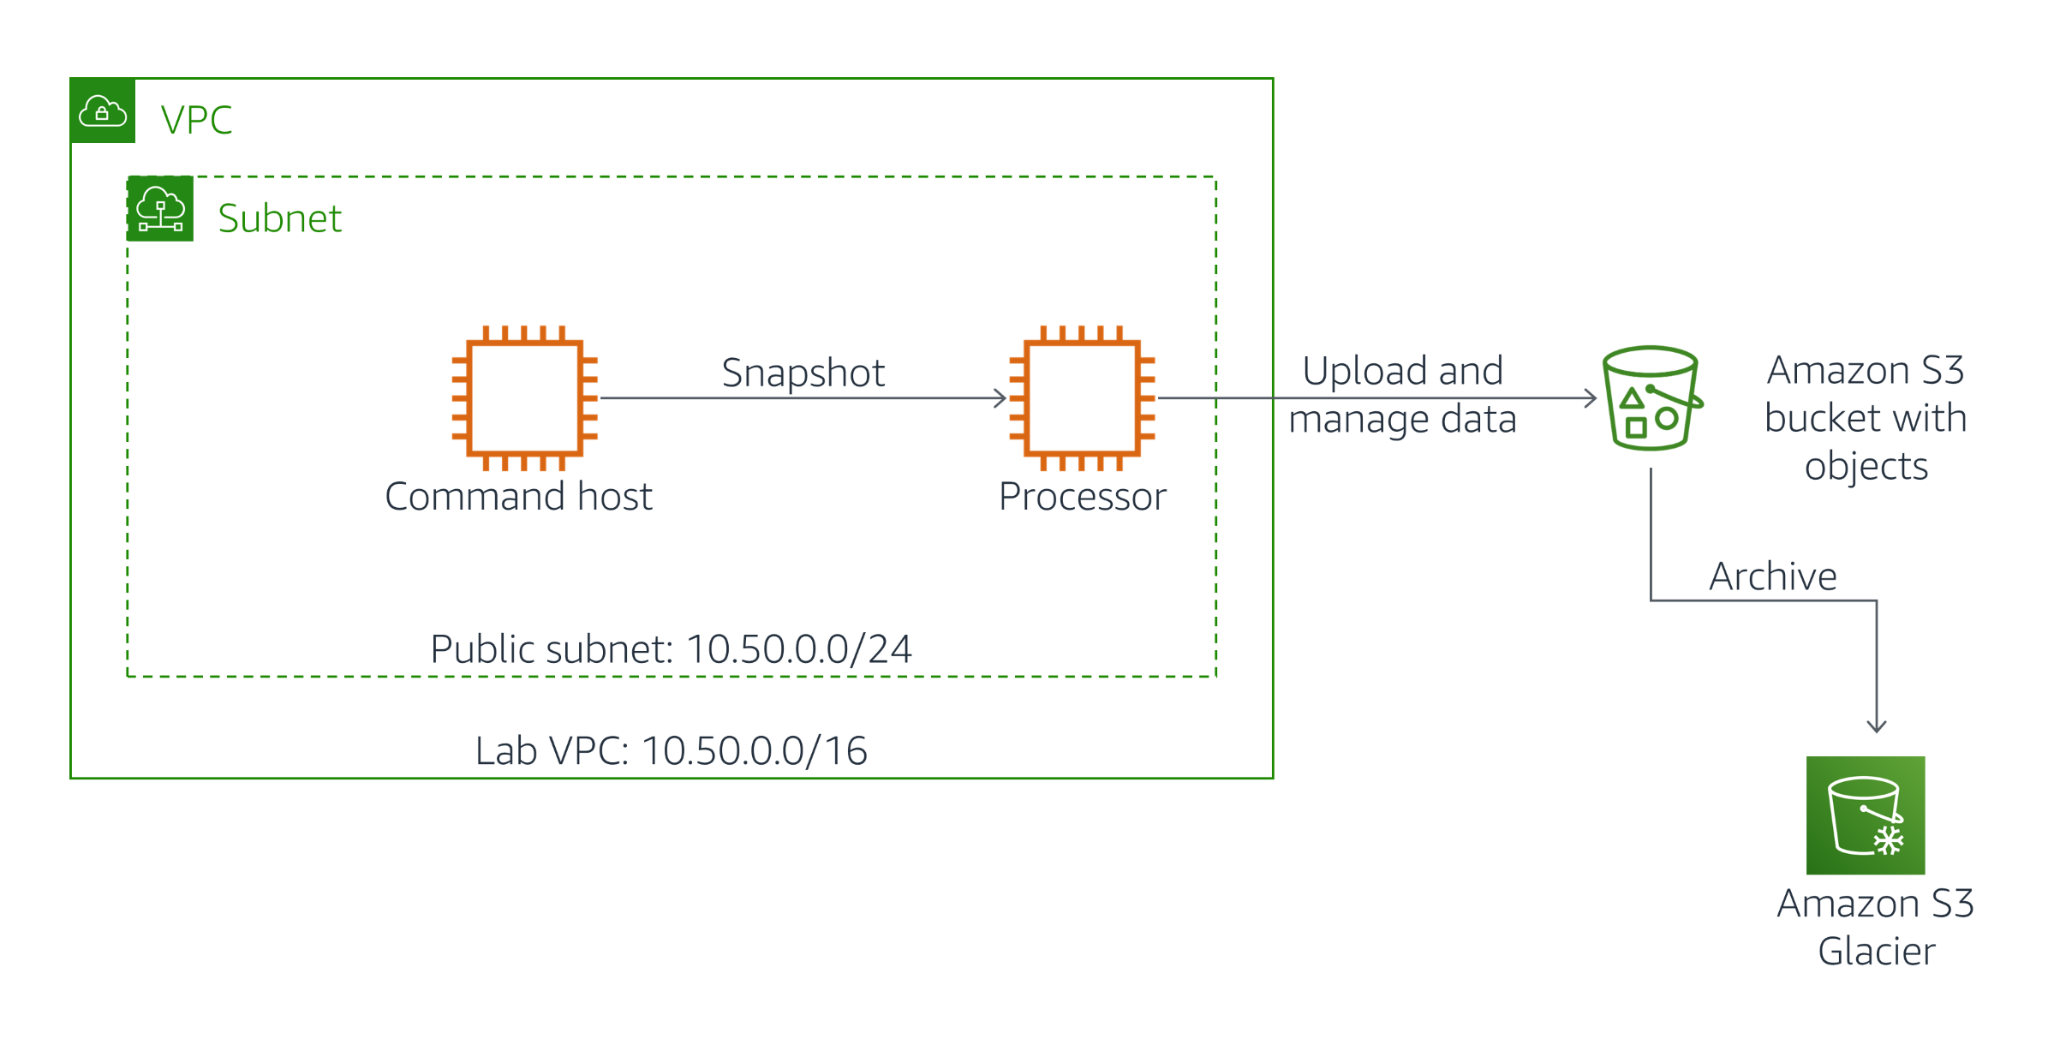 VPC
Subnet
Snapshot
Command host
Processor
Upload and
manage data
Amazon S3
bucket with
objects
Archive
Public subnet: 10.50.0.0/24
Lab VPC: 10.50.0.0/16
Amazon S3
Glacier